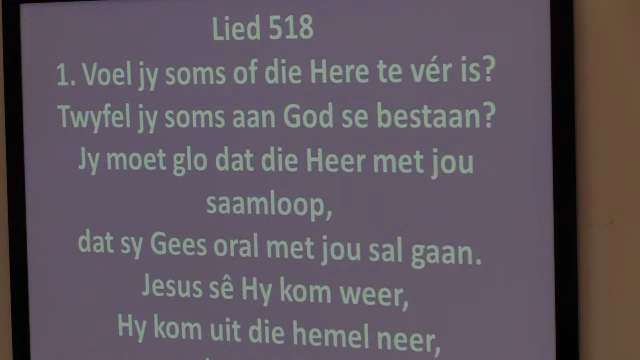 Lied 518
1. Voel jy soms of die Here te vér is?
Twyfel jy soms aan God se bestaan?
Jy moet glo dat die Heer met jou
saamloop,
dat sy Gees oral met jou sal gaan.
Jesus sê Hy kom weer,
Hy kom uit die hemel neer,